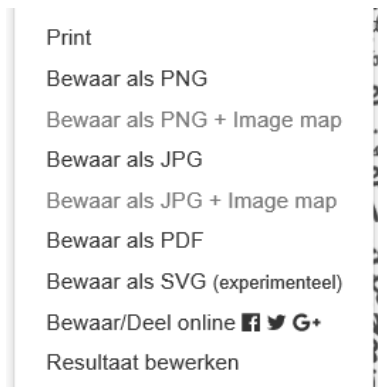 Print
Bewaar als PNG
Bewaar als PNG + Image map
Bewaar als JPG
Bewaar als JPG + Image map
Bewaar als PDF
Bewaar als SVG (experimenteel)
Bewaar/Deel online G+
Resultaat bewerken